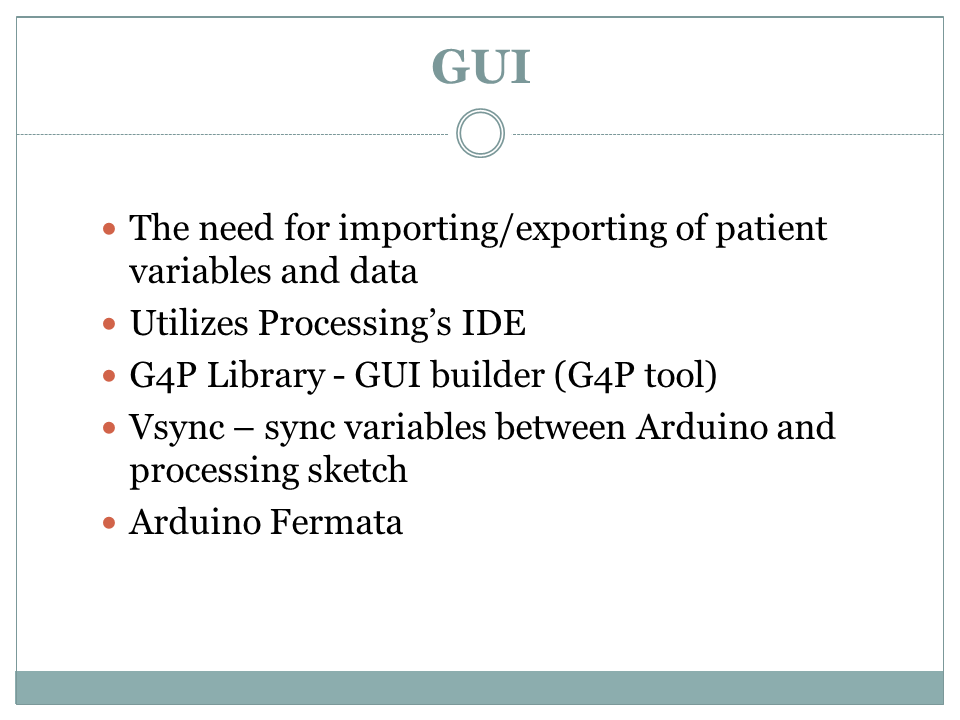 GUI
The need for importing/exporting of patient
variables and data
Utilizes Processing’s IDE
G4P Library - GUI builder (G4P tool)
Vsync – sync variables between Arduino and
processing sketch
Arduino Fermata